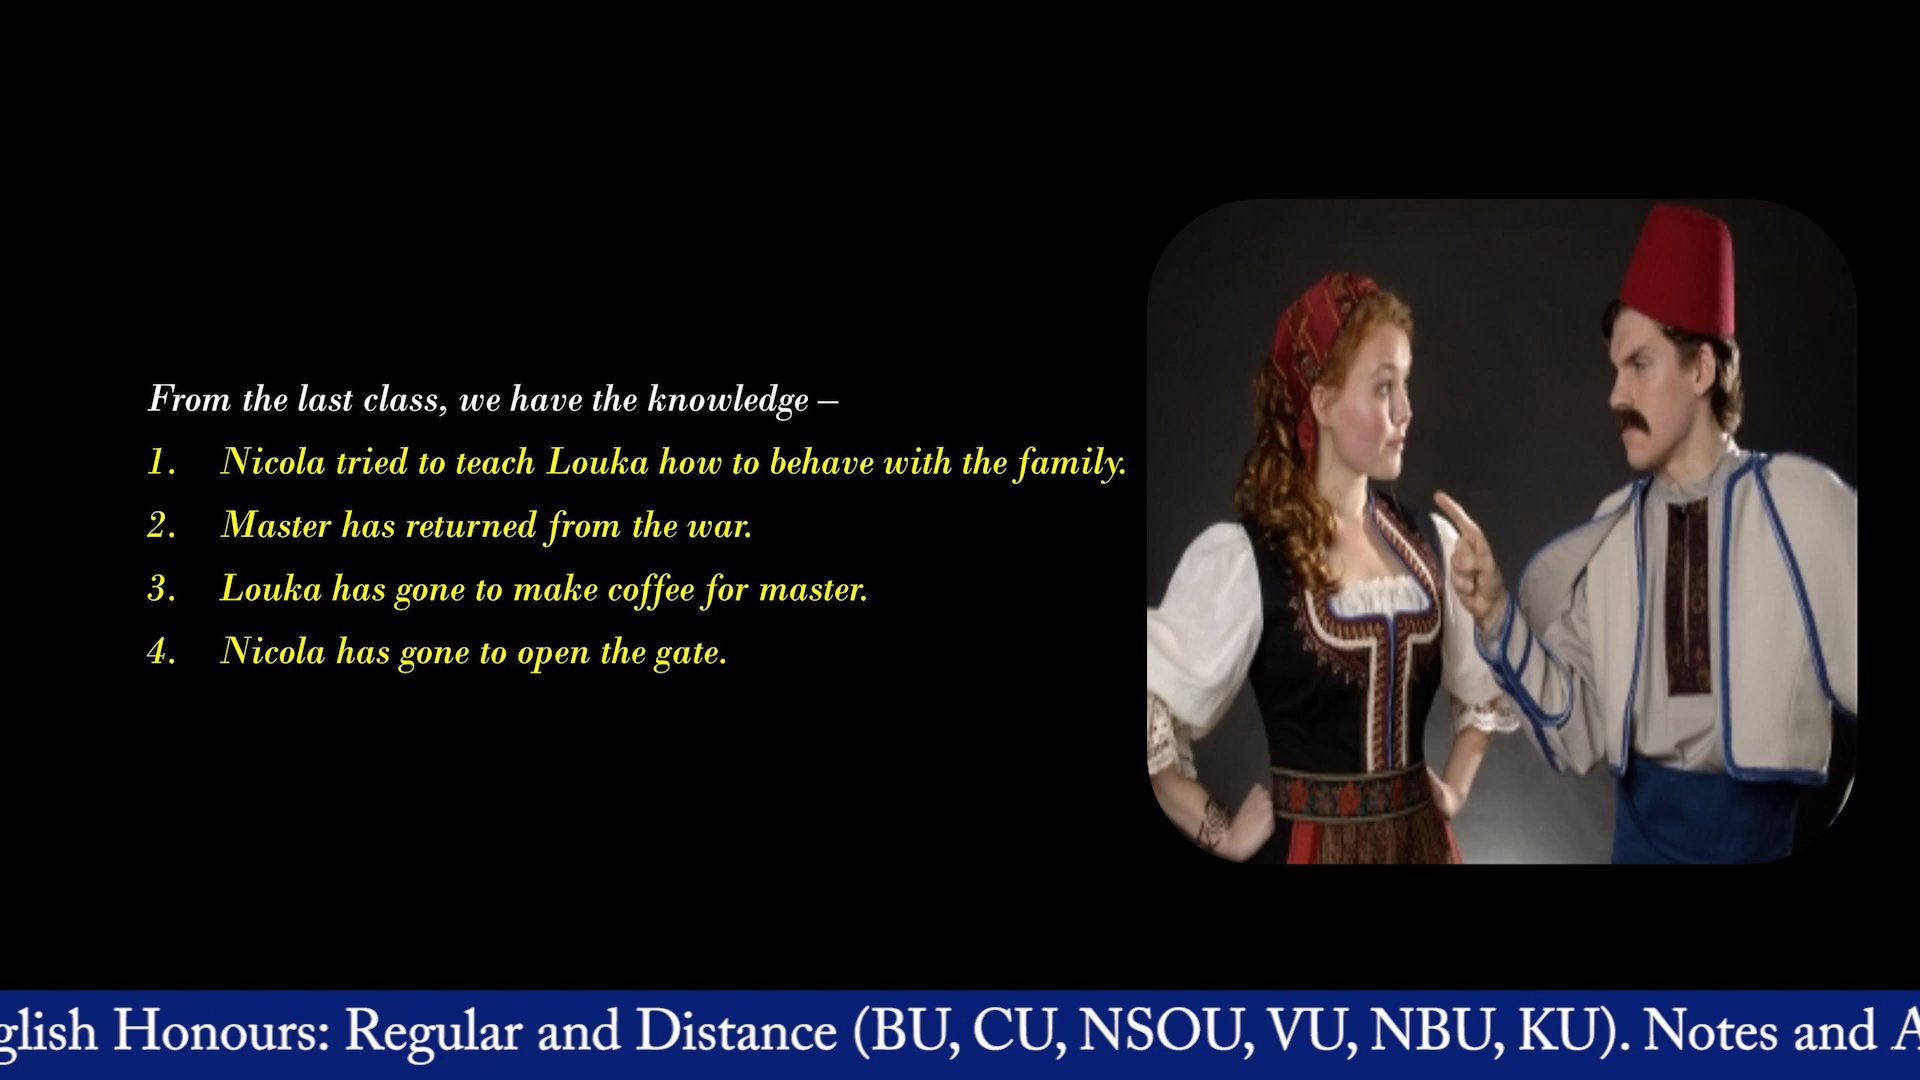 From the last class, we have the knowledge –
1. Nicola tried to teach Louka how to behave with the family.
2. Master has returned from the war.
3. Louka has gone to make coffee for master.
4. Nicola has gone to open the gate.
glish Honours: Regular and Distance (BU, CU, NSOU, VU, NBU, KU). Notes and A